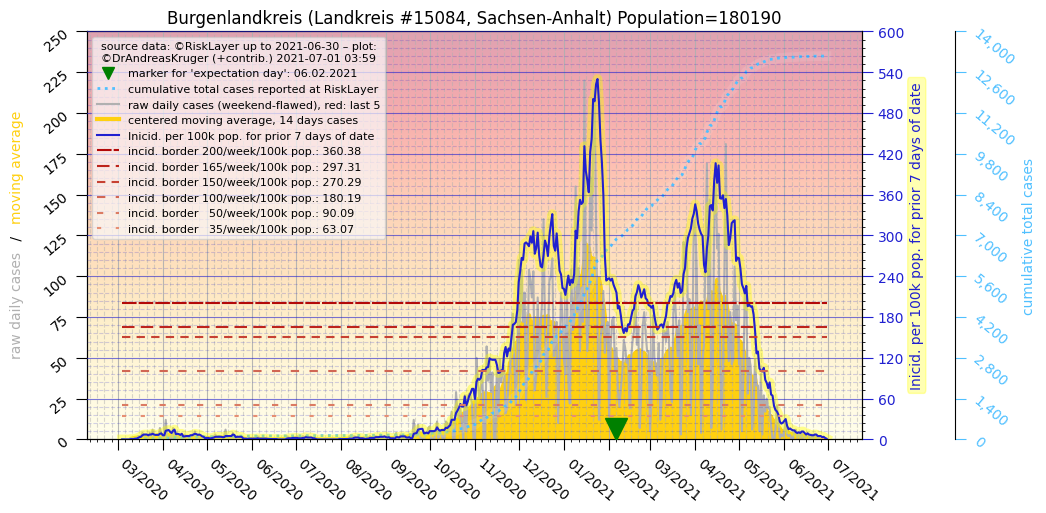 Burgenlandkreis (Landkreis #15084, Sachsen-Anhalt) Population=180190
source data: ©RiskLayer up to 2021-06-30 – plot:
©DrAndreasKruger (+contrib.) 2021-07-01 03:59
marker for 'expectation day': 06.02.2021
cumulative total cases reported at RiskLayer
raw daily cases (weekend-flawed), red: last 5
centered moving average, 14 days cases
Inicid. per 100k pop. for prior 7 days of date
incid. border 200/week/100k pop.: 360.38
incid. border 165/week/100k pop.: 297.31
incid. border 150/week/100k pop.: 270.29
incid. border 100/week/100k pop.: 180.19
incid. border   50/week/100k pop.: 90.09
incid. border   35/week/100k pop.: 63.07
raw daily cases   /   moving average
250
225
200
175
150
125
100
75
50
25
0
03/2020
04/2020
05/2020
06/2020
07/2020
08/2020
09/2020
10/2020
11/2020
12/2020
01/2021
02/2021
03/2021
04/2021
05/2021
06/2021
07/2021
600
540
480
420
360
300
240
180
120
60
0
Inicid. per 100k pop. for prior 7 days of date
14,000
12,600
11,200
9,800
8,400
7,000
5,600
4,200
2,800
1,400
0
cumulative total cases